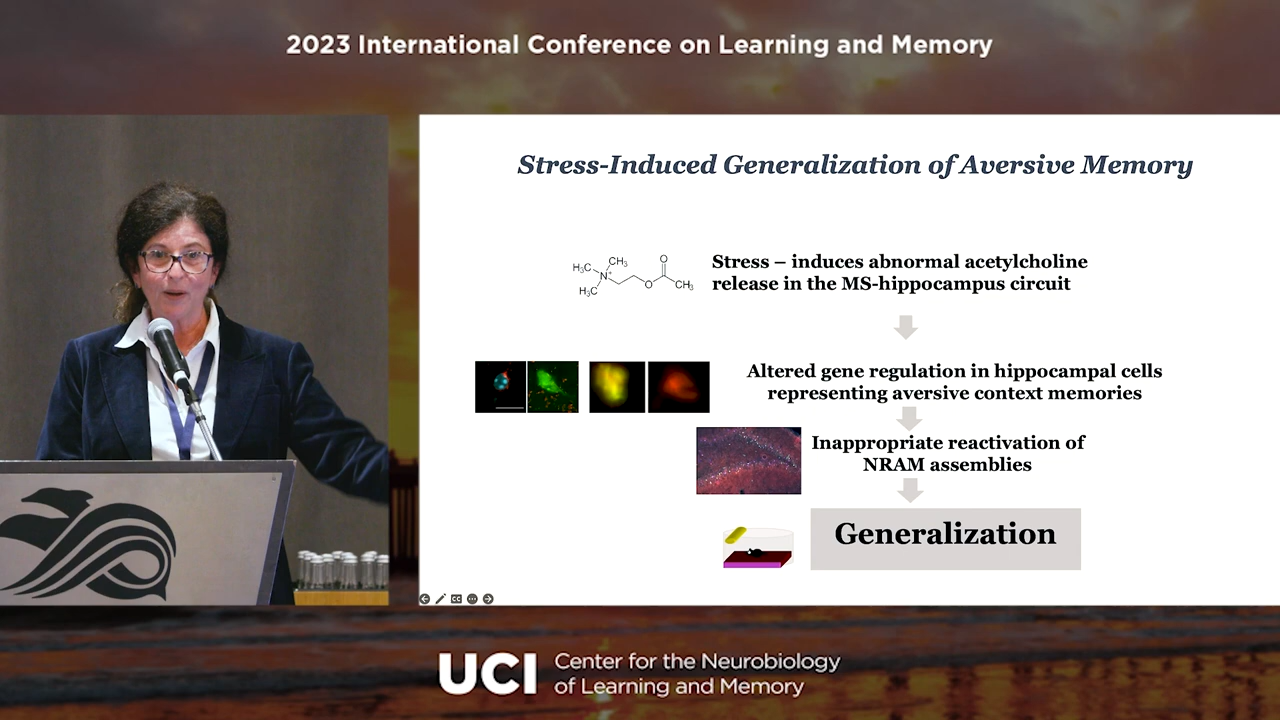 2023 International Conference on Learning and Memory
Stress-Induced Generalization of Aversive Memory
H₃C
CH₃
N⁺
H₃C
O
O
CH₃
Stress – induces abnormal acetylcholine
release in the MS-hippocampus circuit
Altered gene regulation in hippocampal cells
representing aversive context memories
Inappropriate reactivation of
NRAM assemblies
Generalization
CC
UCI
Center for the Neurobiology
of Learning and Memory